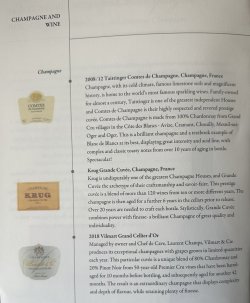 CHAMPAGNE AND
WINE
Champagne
2008/12 Taittinger Comtes de Champagne, Champagne, France
Champagne, with its cold climate, famous limestone soils and magnificent
history, is home to the world's most famous sparkling wines. Family-owned
for almost a century, Taittinger is one of the greatest independent Houses
and Comtes de Champagne is their highly respected and revered prestige
cuvée. Comtes de Champagne is made from 100% Chardonnay from Grand
Cru villages in the Côte des Blancs - Avize, Cramant, Chouilly, Mesnil-sur-
Oger and Oger. This is a brilliant champagne and a textbook example of
Blanc de Blancs at its best, displaying great intensity and soul line, with
complex and classic toasty notes from over 10 years of aging in bottle.
Spectacular!
Krug Grande Cuvée, Champagne, France
Krug is undisputedly one of the greatest Champagne Houses, and Grande
Cuvée the archetype of their craftmanship and savoir-faire. This prestige
cuvée is a blend of more than 120 wines from ten or more different years. The
champagne is then aged for a further 6 years in the cellars prior to release.
Over 20 years are needed to craft each bottle. Stylistically, Grande Cuvée
combines power with finesse- a brilliant Champagne of great quality and
individuality.
2018 Vilmart Grand Cellier d'Or
Managed by owner and Chef de Cave, Laurent Champs, Vilmart & Cie
produces its exceptional champagnes with grapes grown in limited quantities
each year. This particular cuvée is a unique blend of 80% Chardonnay and
20% Pinot Noir from 50-year-old Premier Cru vines that have been barrel
aged for 10 months before bottling and subsequently aged for another 42
months. The result is an extraordinary champagne that displays complexity
and depth of flavour, while retaining plenty of finesse.
COMTES
KRUG